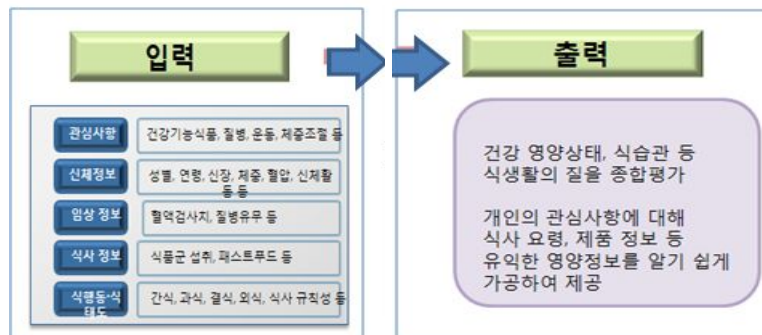 입력
관심사항
건강기능식품, 질병, 운동, 체중조절 등
신체정보
성별, 연령, 신장, 체중, 혈압, 신체활
동 등
임상 정보
혈액검사치, 질병유무 등
식사 정보
식품군 섭취, 패스트푸드 등
식행동·식
태도
간식, 과식, 결식, 외식, 식사 규칙성 등
출력
건강 영양상태, 식습관 등
식생활의 질을 종합평가
개인의 관심사항에 대해
식사 요령, 제품 정보 등
유익한 영양정보를 알기 쉽게
가공하여 제공